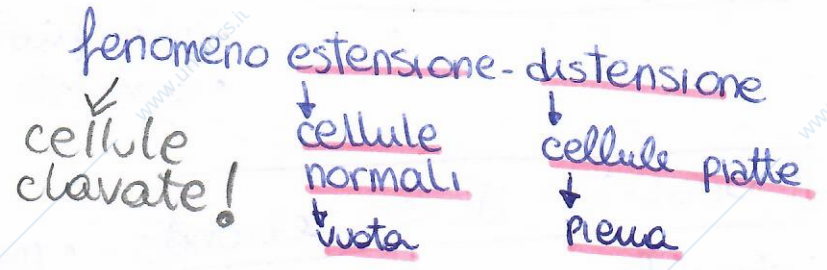 fenomeno estensione - distensione
cellule clavate!
cellule normali
vuota
cellule piatte
piena